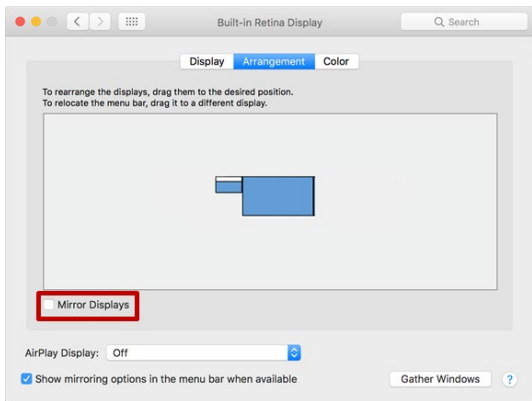 Built-in Retina Display
Search
Display Arrangement Color
To rearrange the displays, drag them to the desired position.
To relocate the menu bar, drag it to a different display.
Mirror Displays
AirPlay Display: Off
Show mirroring options in the menu bar when available
Gather Windows ?